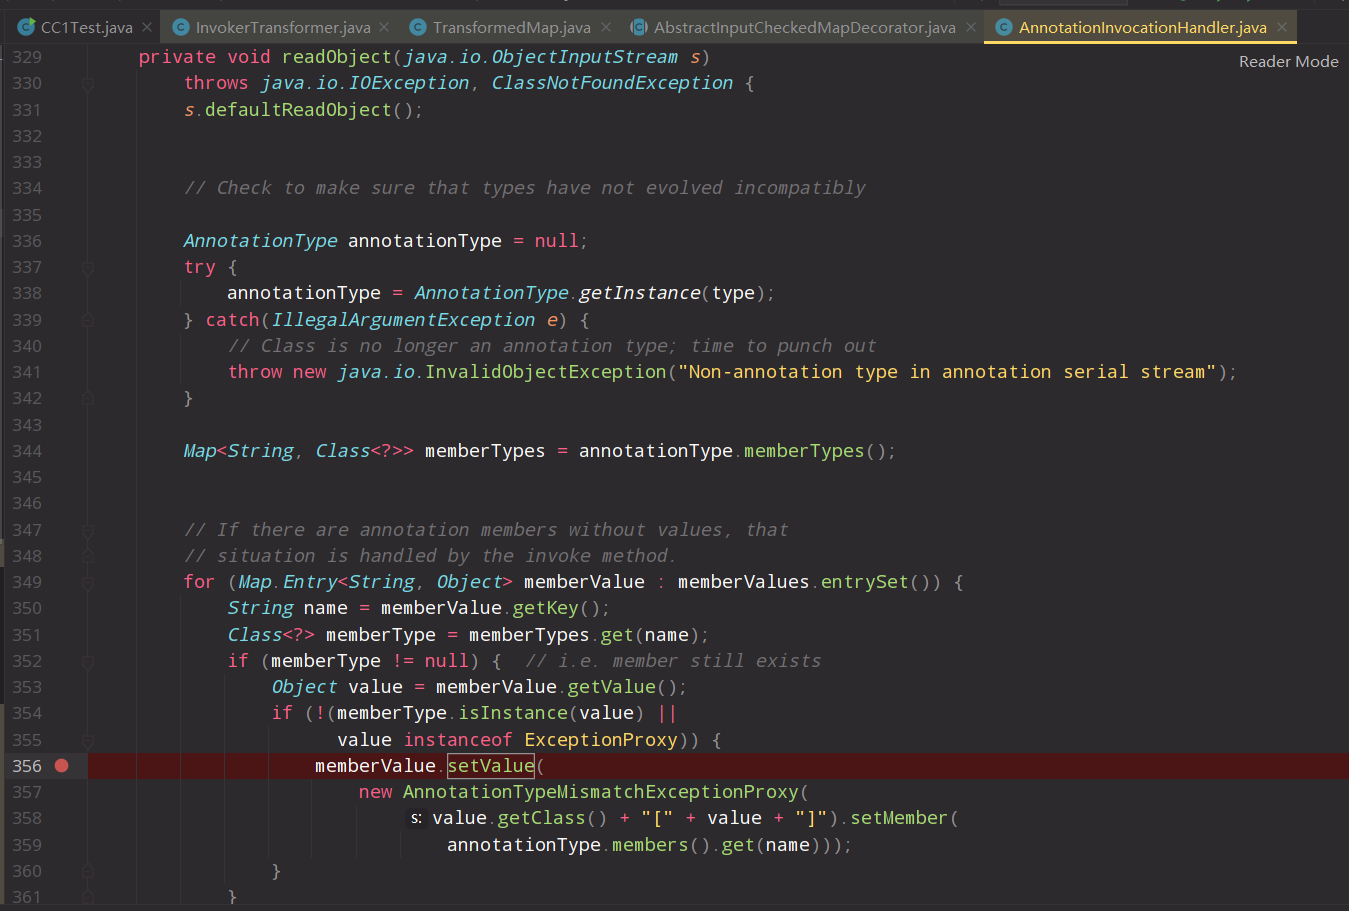 CC1Test.java InvokerTransformer.java TransformedMap.java AbstractInputCheckedMapDecorator.java AnnotationInvocationHandler.java
Reader Mode
329 private void readObject(java.io.ObjectInputStream s)
330 throws java.io.IOException, ClassNotFoundException {
331 s.defaultReadObject();
332
333
334 // Check to make sure that types have not evolved incompatibly
335
336 AnnotationType annotationType = null;
337 try {
338 annotationType = AnnotationType.getInstance(type);
339 } catch(IllegalArgumentException e) {
340 // Class is no longer an annotation type; time to punch out
341 throw new java.io.InvalidObjectException("Non-annotation type in annotation serial stream");
342 }
343
344 Map<String, Class<?>> memberTypes = annotationType.memberTypes();
345
346
347 // If there are annotation members without values, that
348 // situation is handled by the invoke method.
349 for (Map.Entry<String, Object> memberValue : memberValues.entrySet()) {
350 String name = memberValue.getKey();
351 Class<?> memberType = memberTypes.get(name);
352 if (memberType != null) { // i.e. member still exists
353 Object value = memberValue.getValue();
354 if (!(memberType.isInstance(value) ||
355 value instanceof ExceptionProxy)) {
356 memberValue.setValue(
357 new AnnotationTypeMismatchExceptionProxy(
358 s: value.getClass() + "[" + value + "]").setMember(
359 annotationType.members().get(name)));
360 }
361 }